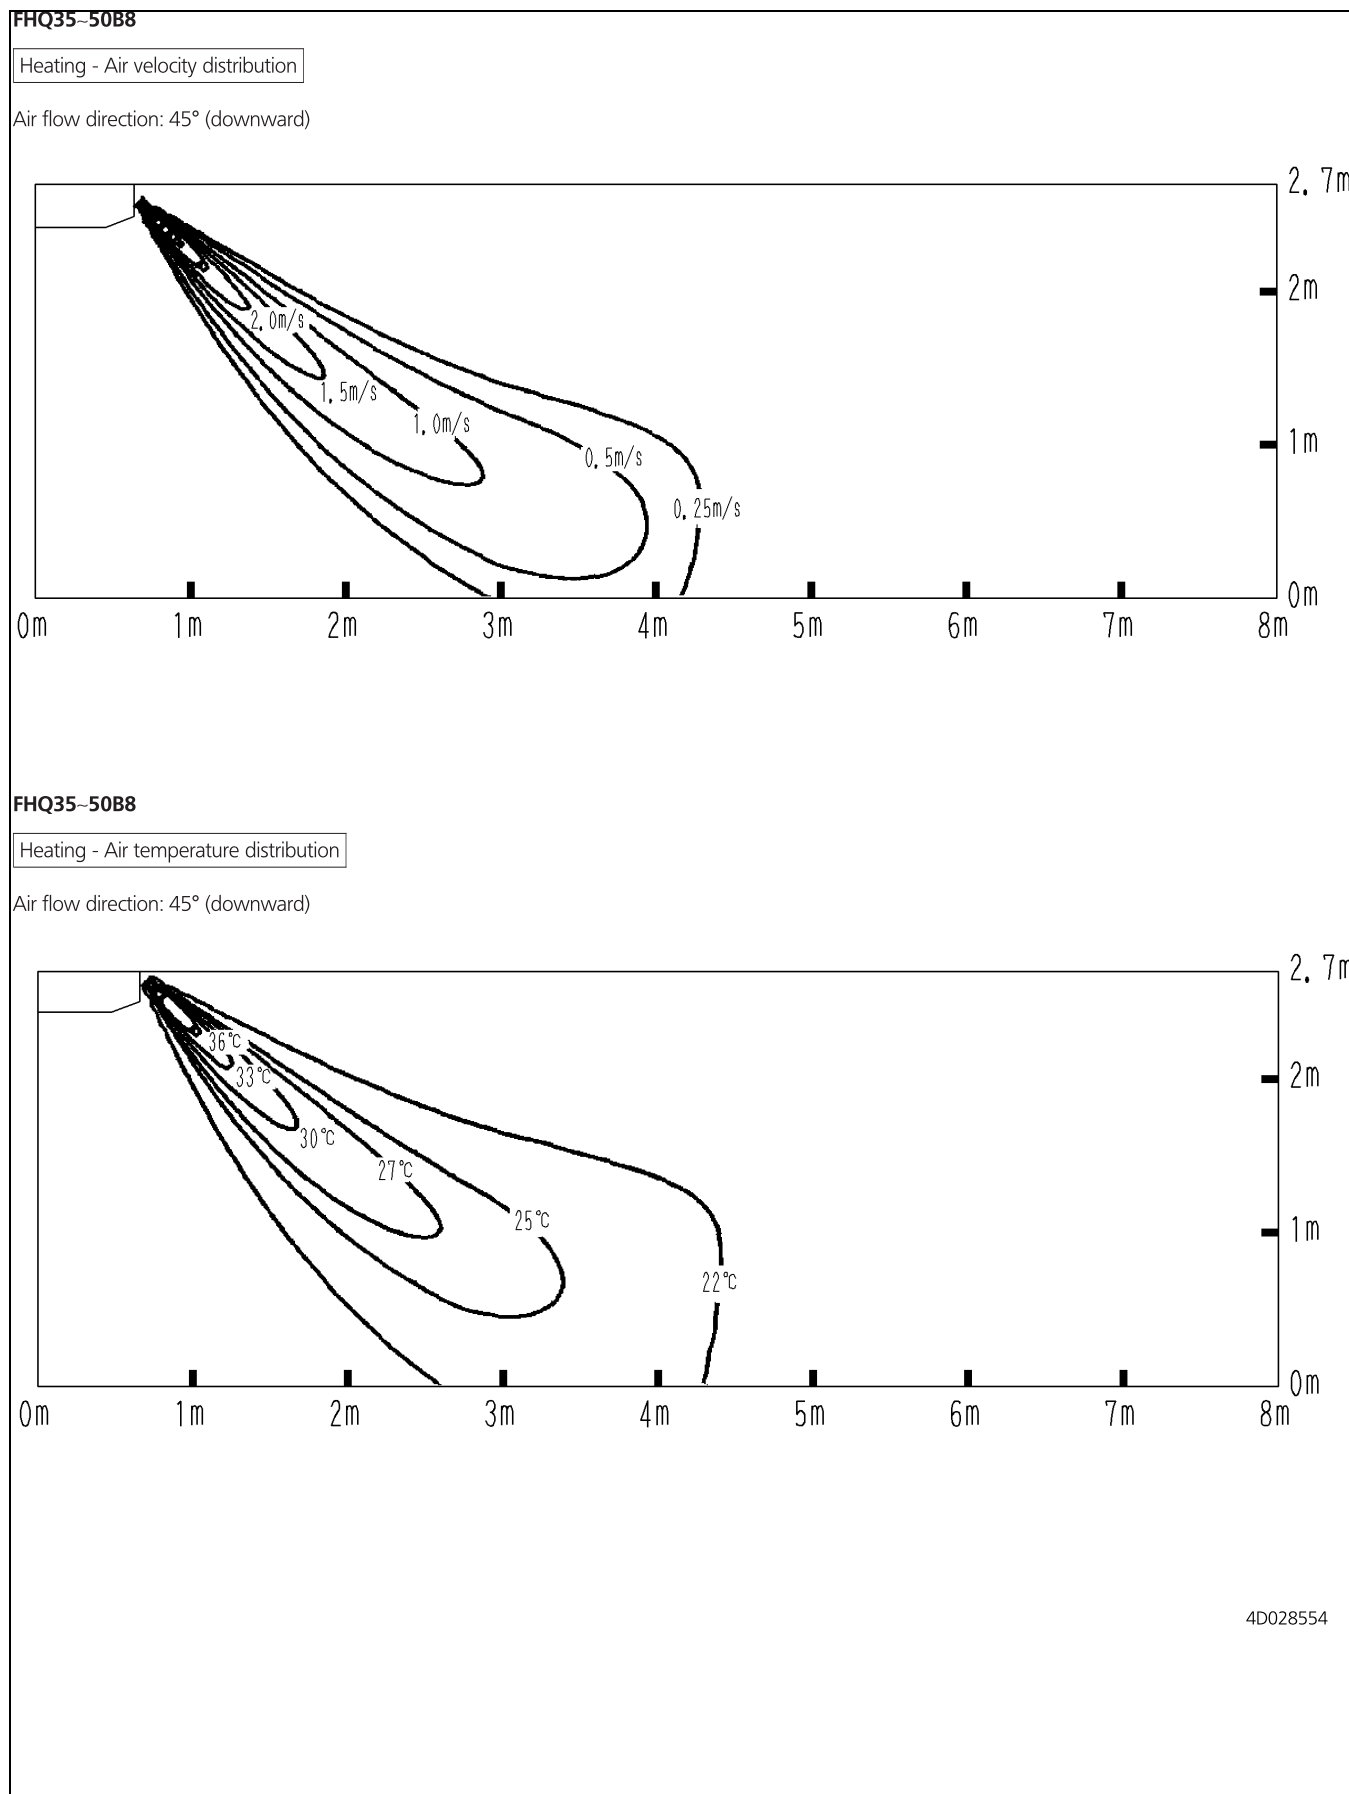 FHQ35~50B8
Heating - Air velocity distribution
Air flow direction: 45° (downward)
2.7m
2m
2.0m/s
1.5m/s
1.0m/s
1m
0.5m/s
0.25m/s
0m
0m 1m 2m 3m 4m 5m 6m 7m 8m
FHQ35~50B8
Heating - Air temperature distribution
Air flow direction: 45° (downward)
2.7m
36°C
2m
33°C
30°C
27°C
25°C
1m
22°C
0m
0m 1m 2m 3m 4m 5m 6m 7m 8m
4D028554